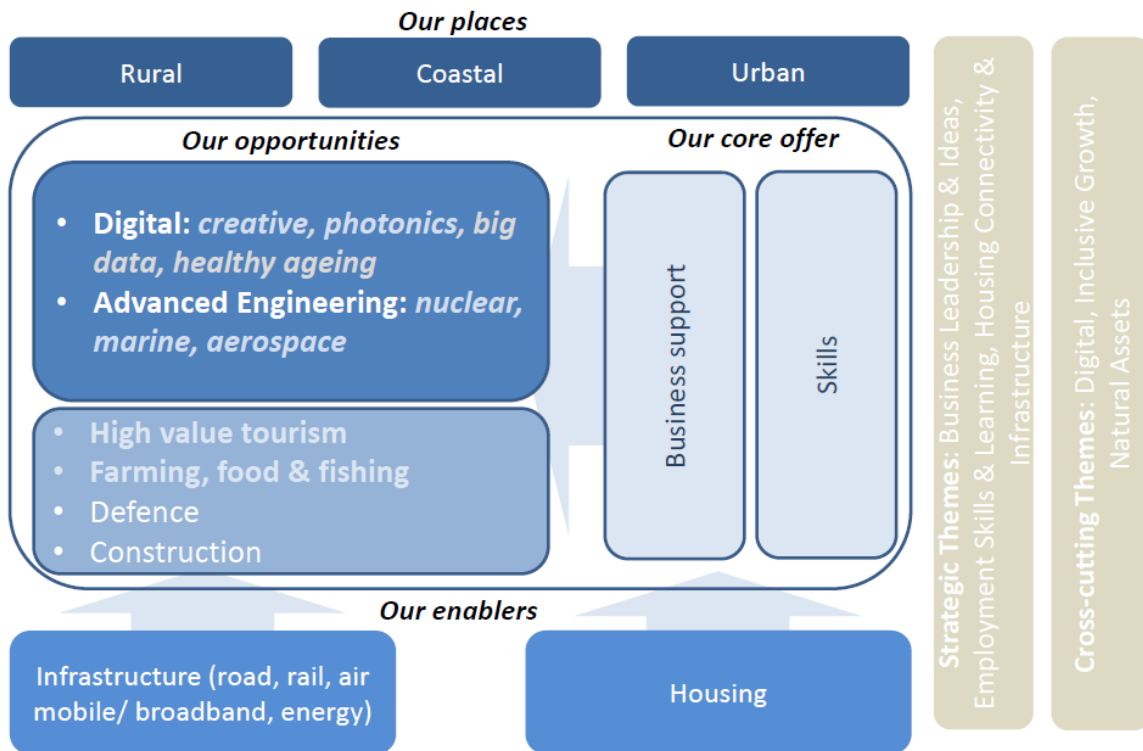 Our places
Rural
Coastal
Urban
Our opportunities
• Digital: creative, photonics, big
data, healthy ageing
• Advanced Engineering: nuclear,
marine, aerospace
• High value tourism
• Farming, food & fishing
• Defence
• Construction
Our core offer
Business support
Skills
Our enablers
Infrastructure (road, rail, air
mobile/ broadband, energy)
Housing
Strategic Themes: Business Leadership & Ideas,
Employment Skills & Learning, Housing Connectivity &
Infrastructure
Cross-cutting Themes: Digital, Inclusive Growth,
Natural Assets